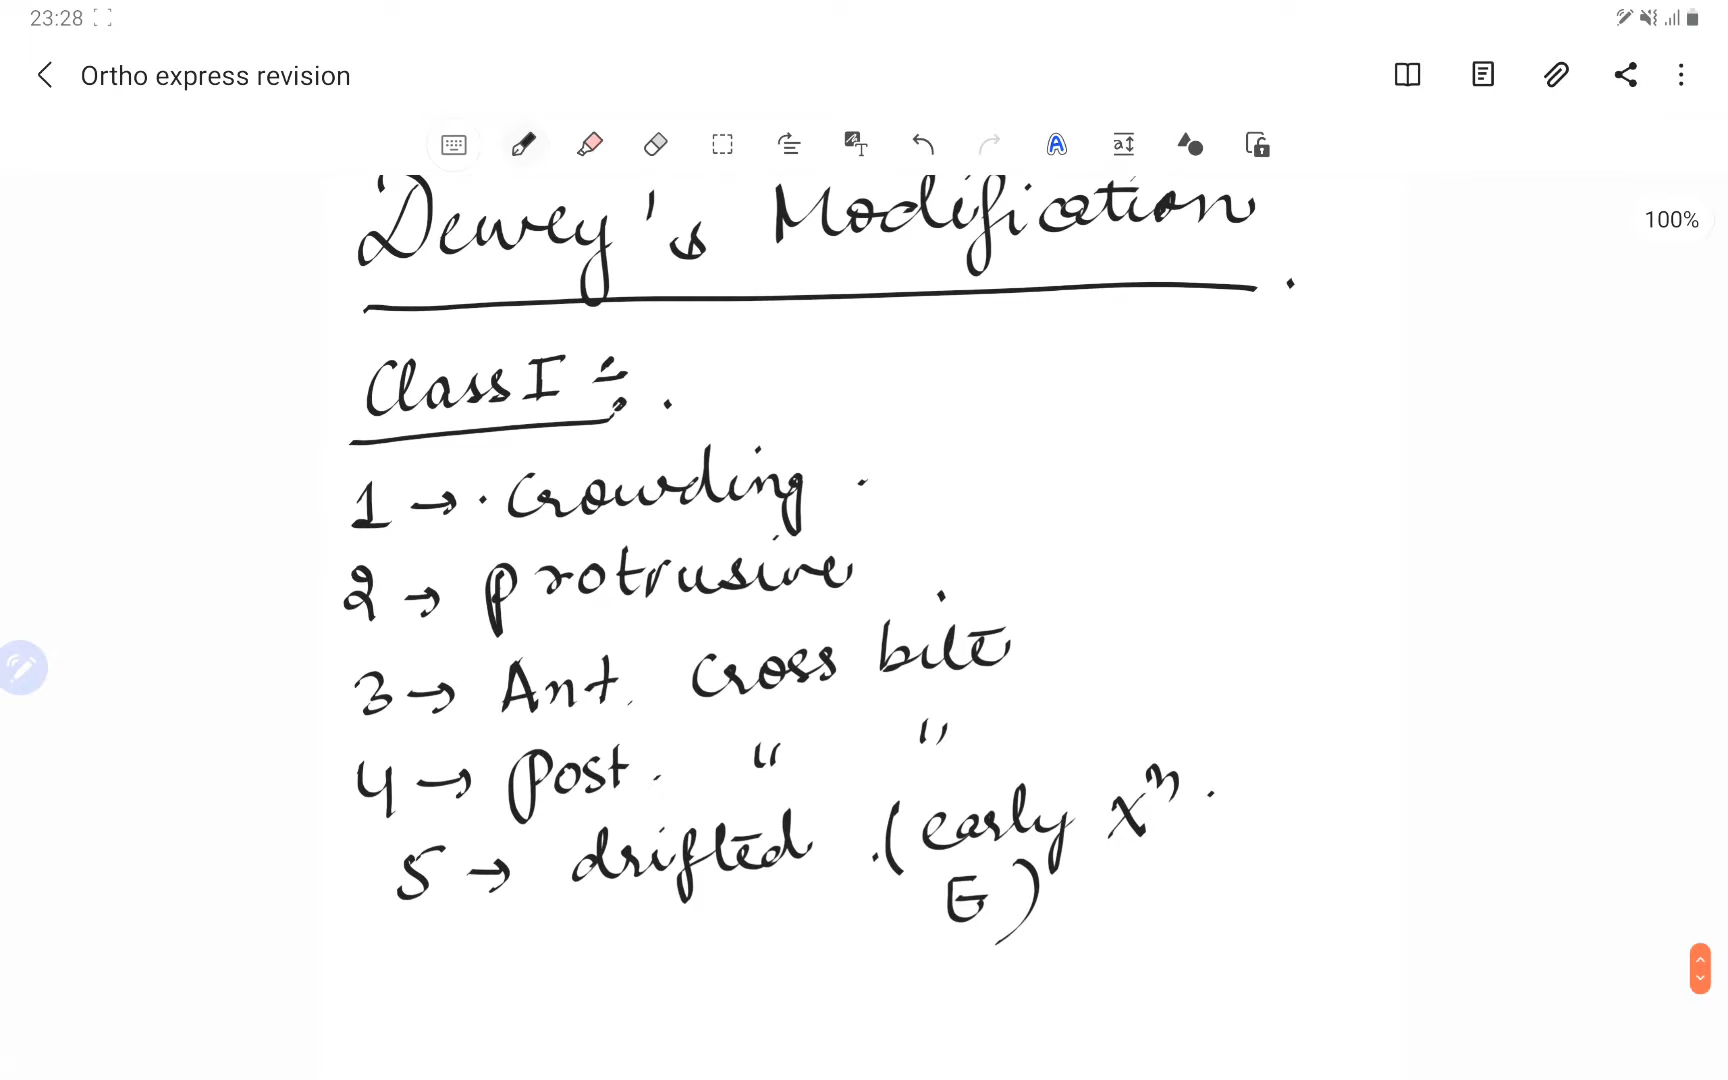 23:28
Ortho express revision
100%
Dewey's Modification.
Class I :-
1 → Crowding.
2 → protrusive.
3 → Ant. Cross bite
4 → Post. " "
5 → drifted (early xⁿ.
E)